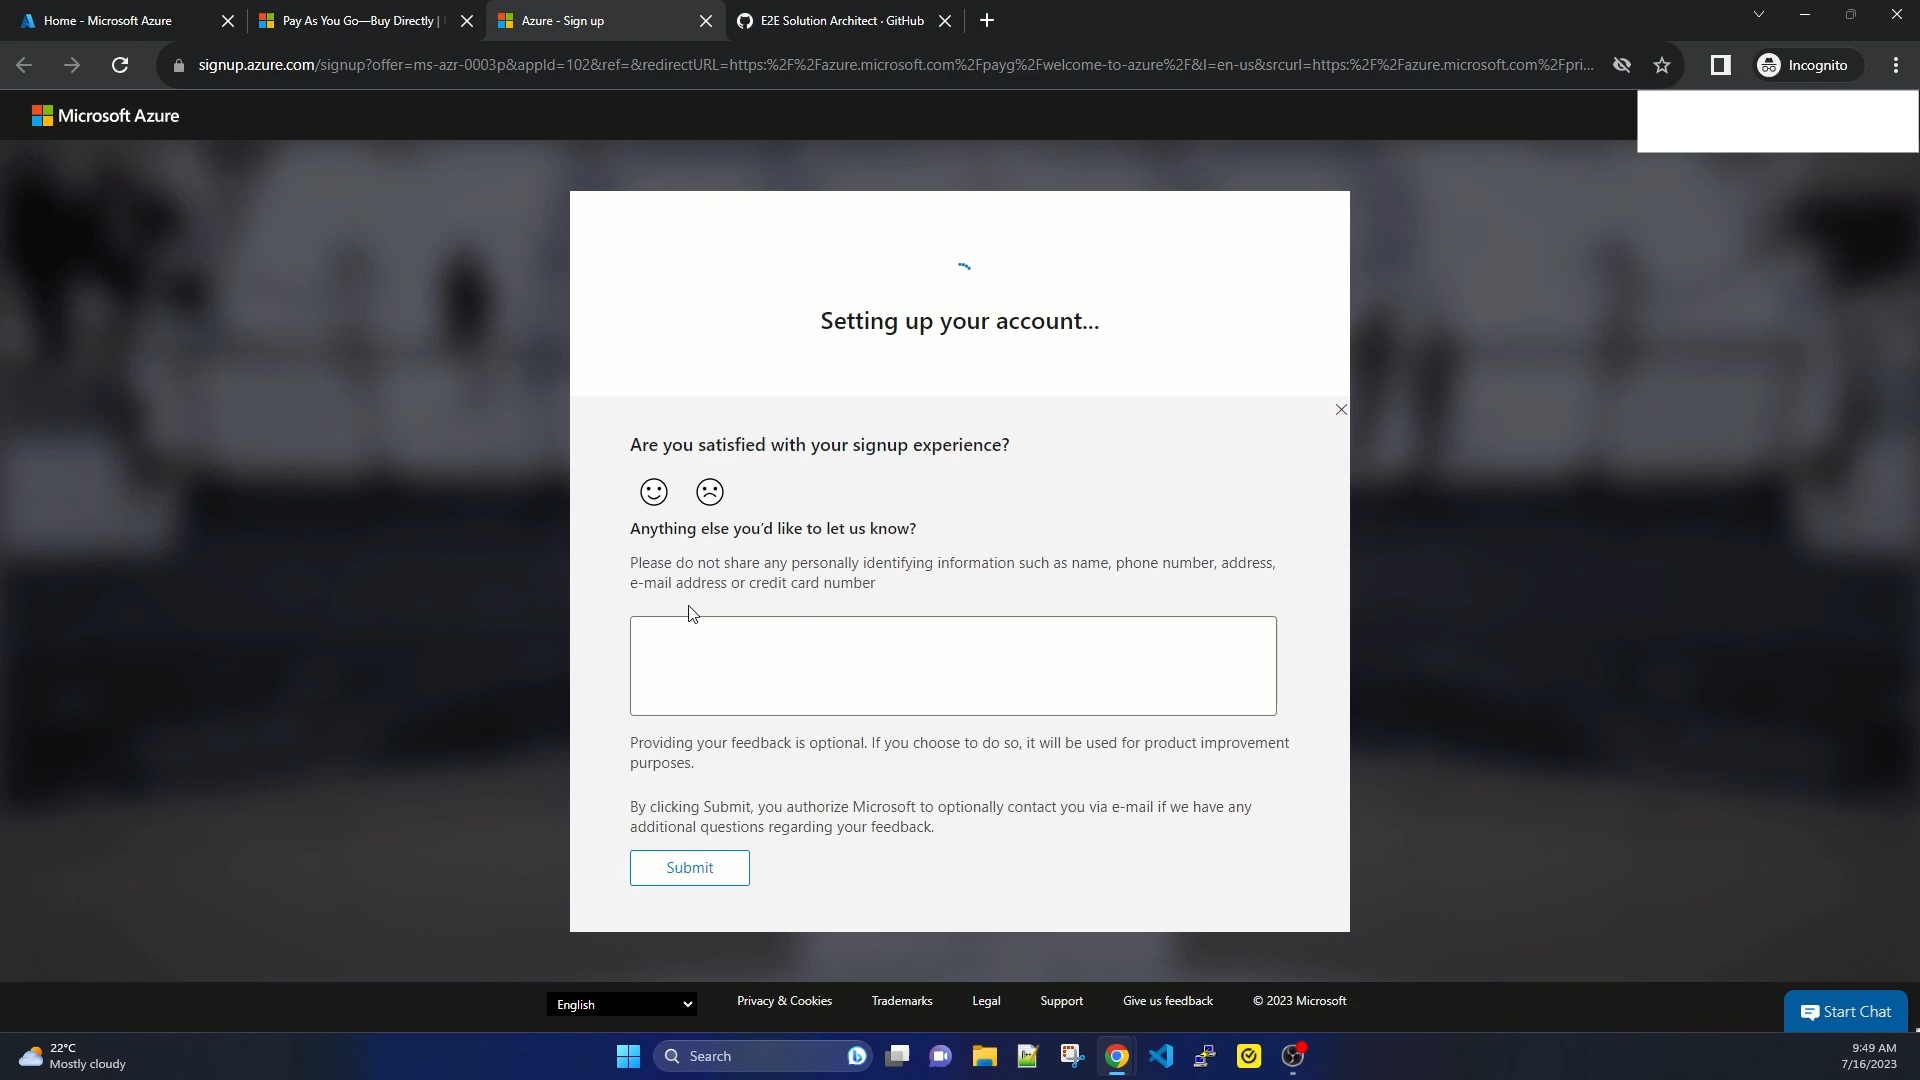 Home - Microsoft Azure
Pay As You Go—Buy Directly |
Azure - Sign up
E2E Solution Architect · GitHub
signup.azure.com/signup?offer=ms-azr-0003p&appId=102&ref=&redirectURL=https:%2F%2Fazure.microsoft.com%2Fpayg%2Fwelcome-to-azure%2F&l=en-us&srcurl=https:%2F%2Fazure.microsoft.com%2Fpri...
Incognito
Microsoft Azure
Setting up your account...
Are you satisfied with your signup experience?
Anything else you'd like to let us know?
Please do not share any personally identifying information such as name, phone number, address,
e-mail address or credit card number
Providing your feedback is optional. If you choose to do so, it will be used for product improvement
purposes.
By clicking Submit, you authorize Microsoft to optionally contact you via e-mail if we have any
additional questions regarding your feedback.
Submit
English
Privacy & Cookies
Trademarks
Legal
Support
Give us feedback
© 2023 Microsoft
Start Chat
22°C
Mostly cloudy
Search
9:49 AM
7/16/2023